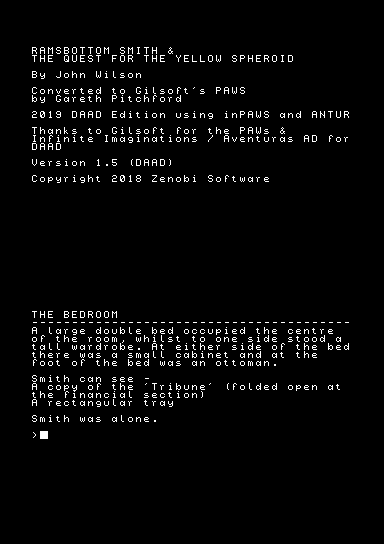 RAMSBOTTOM SMITH &
THE QUEST FOR THE YELLOW SPHEROID
By John Wilson
Converted to Gilsoft's PAWS
by Gareth Pitchford
2019 DAAD Edition using inPAWS and ANTUR
Thanks to Gilsoft for the PAWs &
Infinite Imaginations / Aventuras AD for
DAAD
Version 1.5 (DAAD)
Copyright 2018 Zenobi Software
THE BEDROOM
----------------------------------------
A large double bed occupied the centre
of the room, whilst to one side stood a
tall wardrobe. At either side of the bed
there was a small cabinet and at the
foot of the bed was an ottoman.
Smith can see -
A copy of the 'Tribune' (folded open at
the financial section)
A rectangular tray
Smith was alone.
>